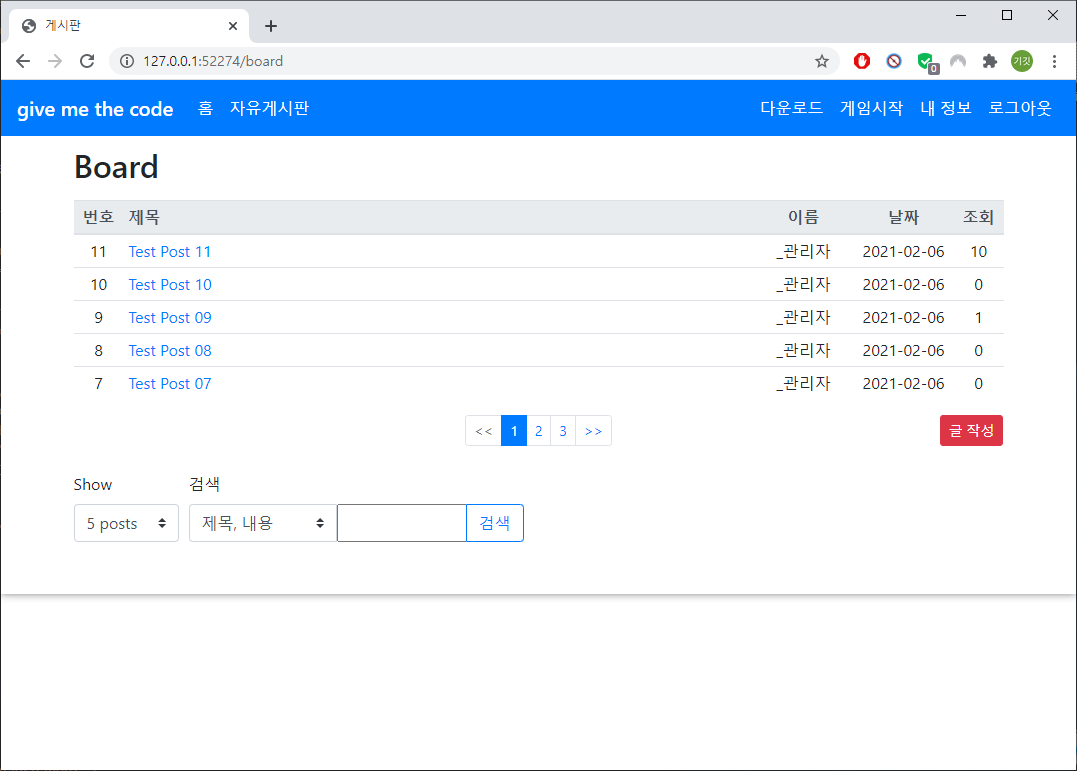 게시판
127.0.0.1:52274/board
0
기깃
give me the code 홈 자유게시판 다운로드 게임시작 내 정보 로그아웃
Board
번호 제목 이름 날짜 조회
11 Test Post 11 _관리자 2021-02-06 10
10 Test Post 10 _관리자 2021-02-06 0
9 Test Post 09 _관리자 2021-02-06 1
8 Test Post 08 _관리자 2021-02-06 0
7 Test Post 07 _관리자 2021-02-06 0
<< 1 2 3 >> 글 작성
Show 검색
5 posts 제목, 내용 검색